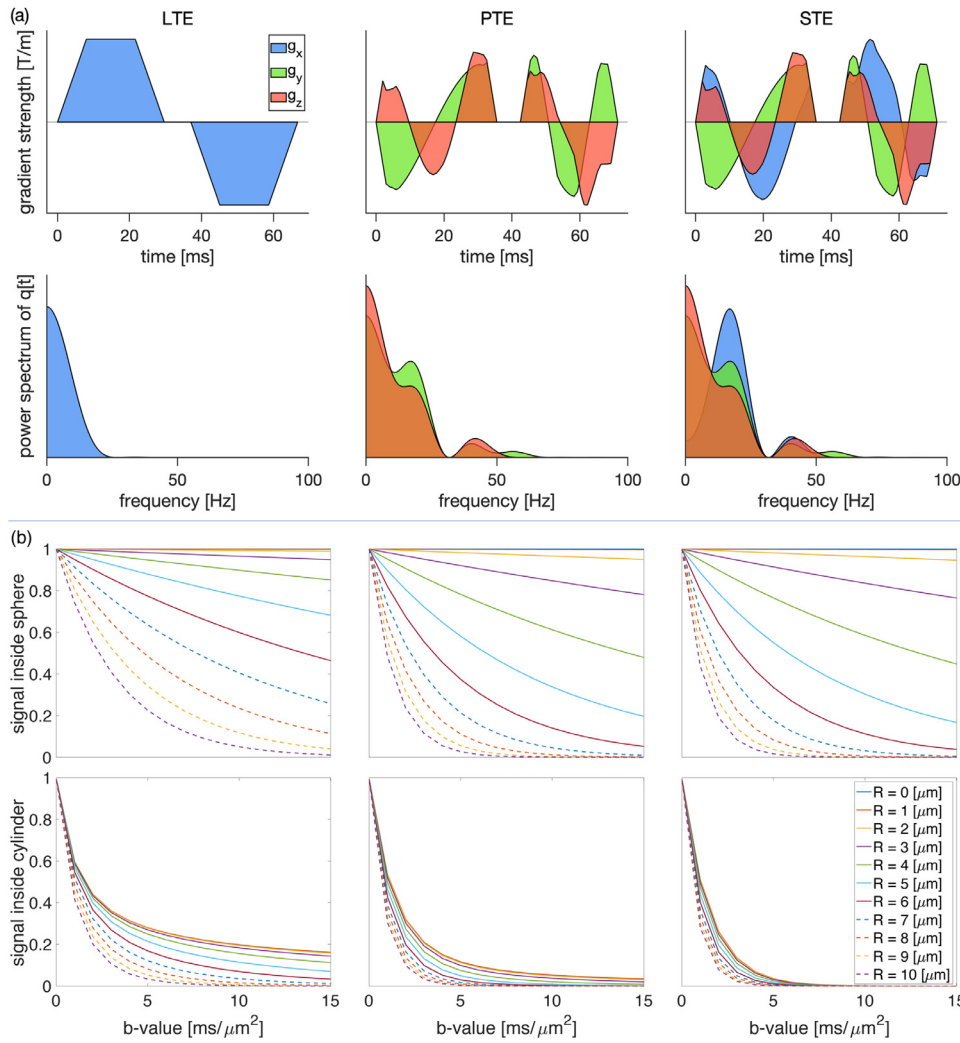 (a)
LTE
PTE
STE
gradient strength [T/m]
g_x
g_y
g_z
0 20 40 60
time [ms]
0 20 40 60
time [ms]
0 20 40 60
time [ms]
power spectrum of q[t]
0 50 100
frequency [Hz]
0 50 100
frequency [Hz]
0 50 100
frequency [Hz]
(b)
signal inside sphere
1
0.8
0.6
0.4
0.2
0
signal inside cylinder
1
0.8
0.6
0.4
0.2
0
R = 0 [μm]
R = 1 [μm]
R = 2 [μm]
R = 3 [μm]
R = 4 [μm]
R = 5 [μm]
R = 6 [μm]
R = 7 [μm]
R = 8 [μm]
R = 9 [μm]
R = 10 [μm]
0 5 10 15
b-value [ms/μm²]
0 5 10 15
b-value [ms/μm²]
0 5 10 15
b-value [ms/μm²]